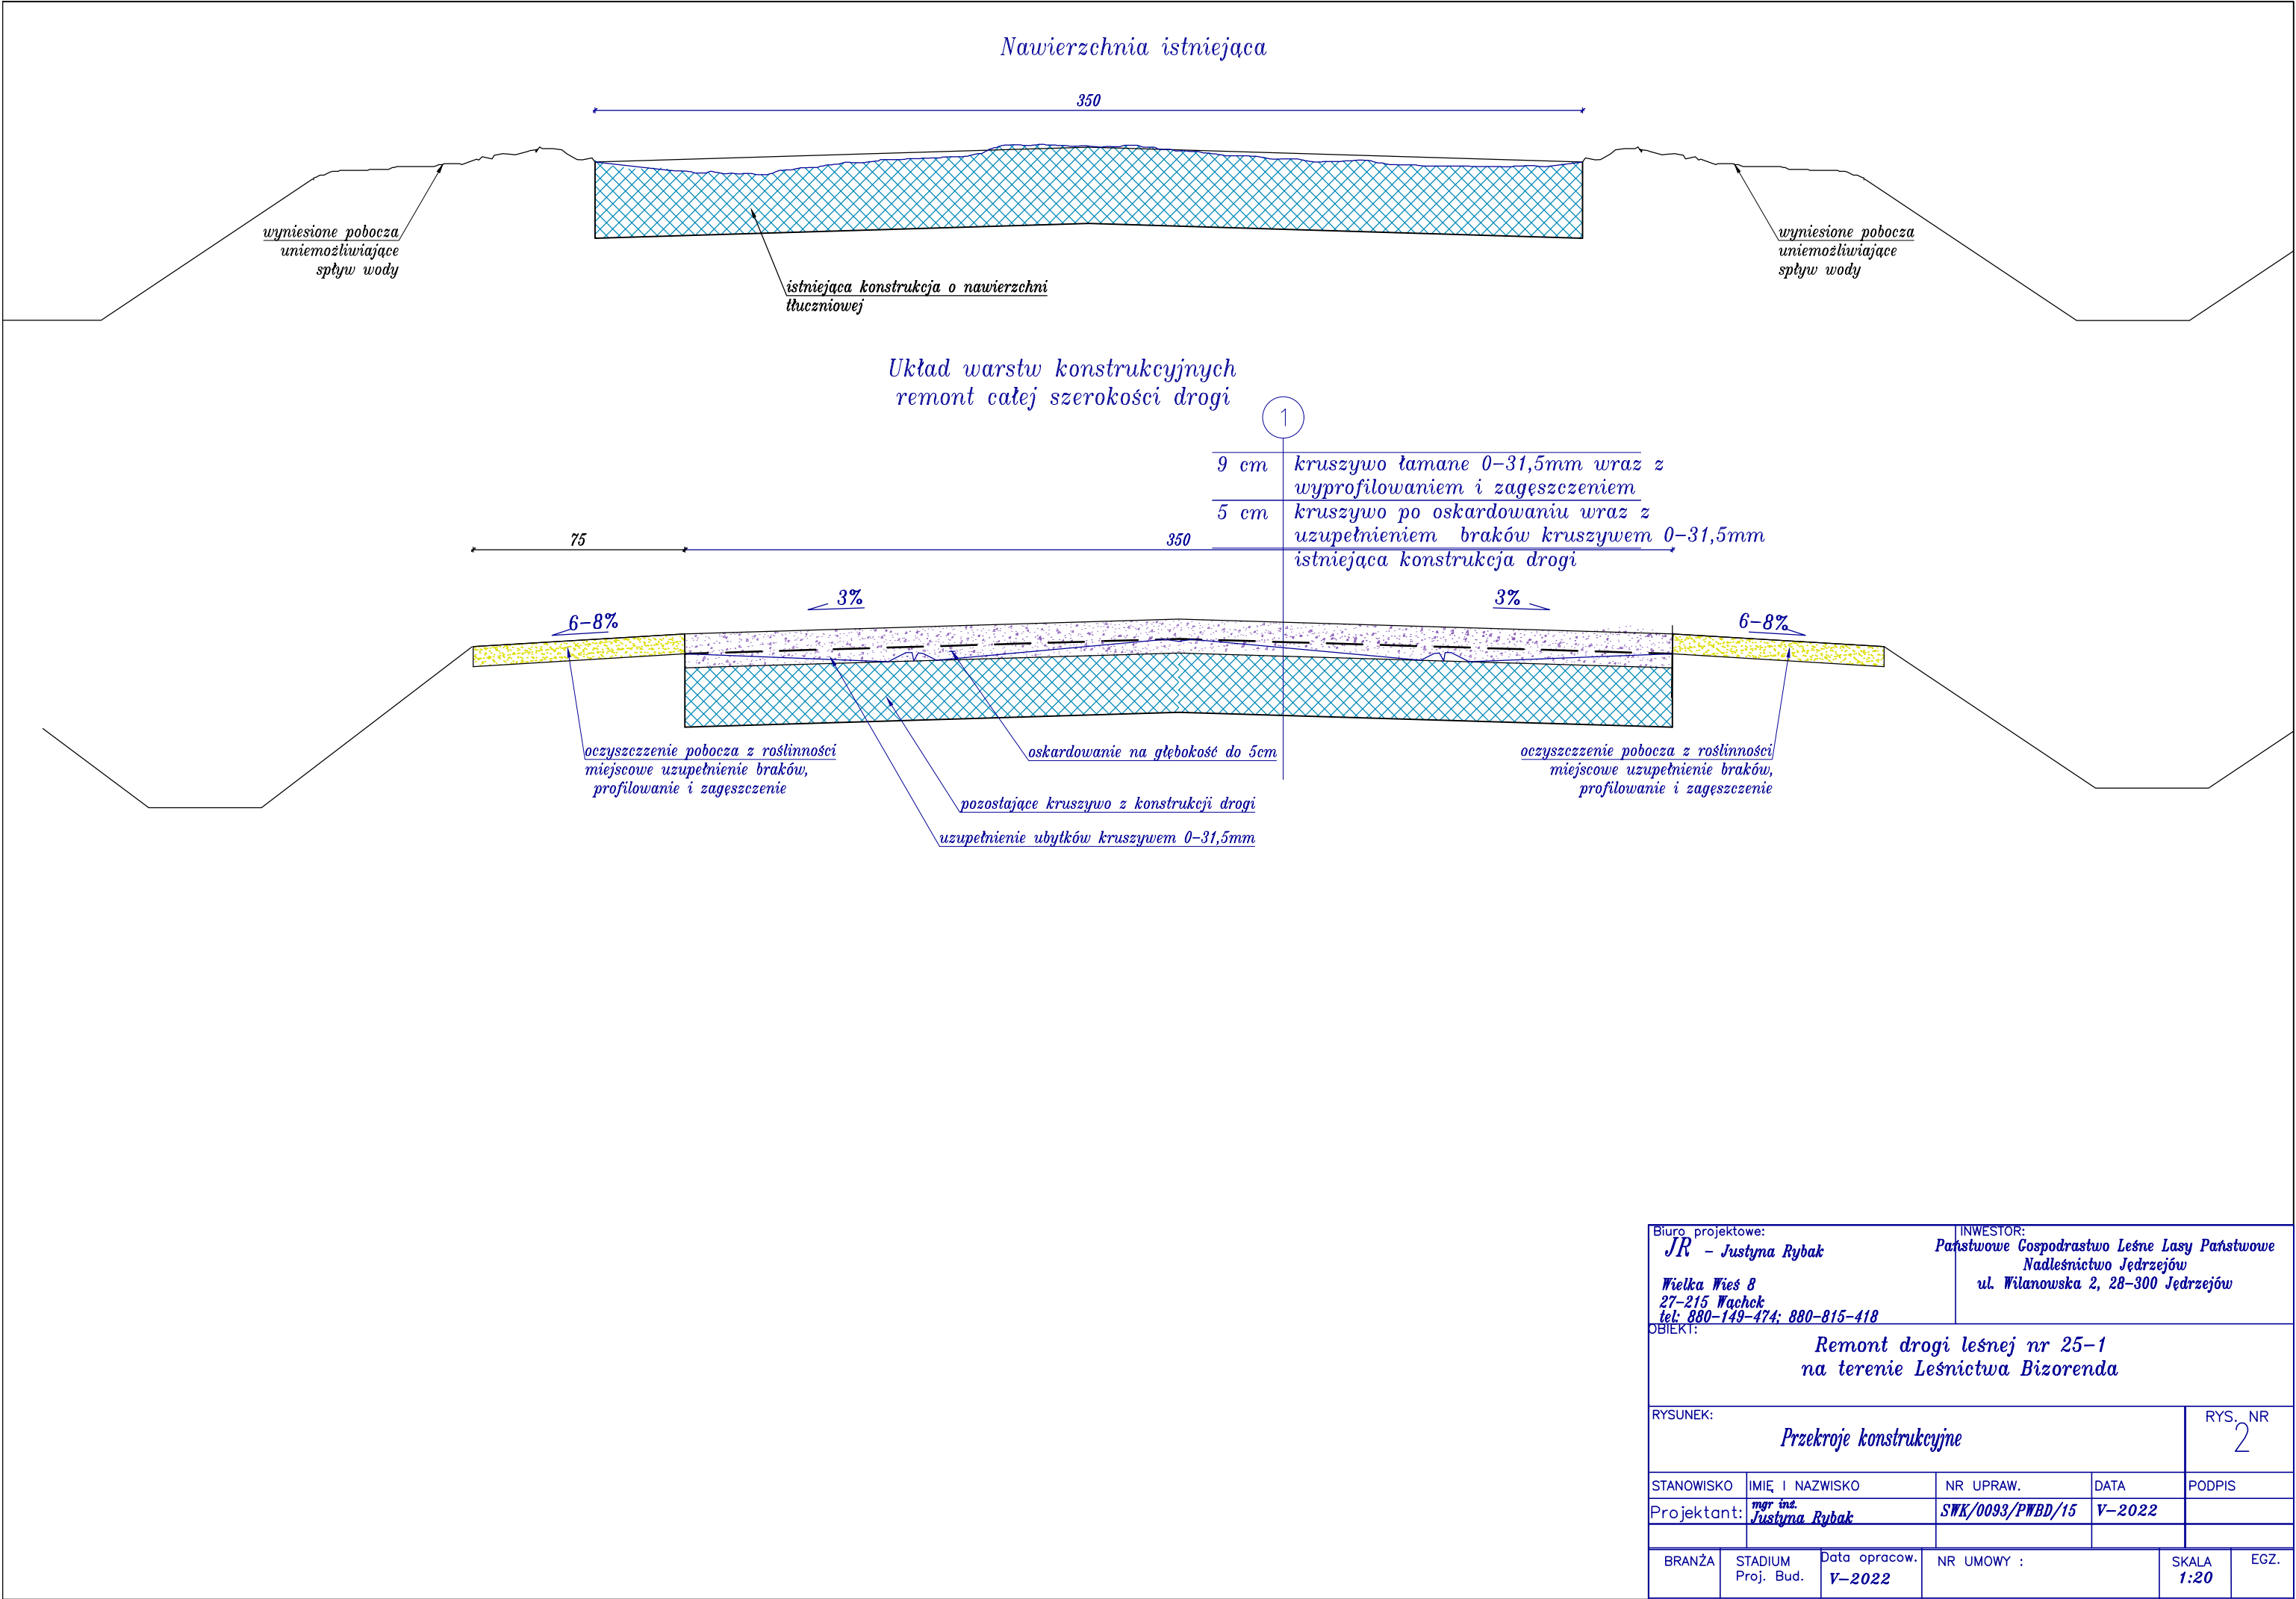 Nawierzchnia istniejąca
350
wyniesione pobocza
uniemożliwiające
spływ wody
wyniesione pobocza
uniemożliwiające
spływ wody
istniejąca konstrukcja o nawierzchni
tłuczniowej
Układ warstw konstrukcyjnych
remont całej szerokości drogi
1
9 cm kruszywo łamane 0-31,5mm wraz z
wyprofilowaniem i zagęszczeniem
5 cm kruszywo po oskardowaniu wraz z
uzupełnieniem braków kruszywem 0-31,5mm
istniejąca konstrukcja drogi
75
350
6-8%
3%
3%
6-8%
oczyszczzenie pobocza z roślinności
miejscowe uzupełnienie braków,
profilowanie i zagęszczenie
oskardowanie na głębokość do 5cm
pozostające kruszywo z konstrukcji drogi
uzupełnienie ubytków kruszywem 0-31,5mm
oczyszczzenie pobocza z roślinności
miejscowe uzupełnienie braków,
profilowanie i zagęszczenie
Biuro projektowe:
JR - Justyna Rybak
Wielka Wieś 8
27-215 Wąchck
tel: 880-149-474; 880-815-418
INWESTOR:
Państwowe Gospodrastwo Leśne Lasy Państwowe
Nadleśnictwo Jędrzejów
ul. Wilanowska 2, 28-300 Jędrzejów
OBIEKT:
Remont drogi leśnej nr 25-1
na terenie Leśnictwa Bizorenda
RYSUNEK:
Przekroje konstrukcyjne
RYS. NR
2
STANOWISKO IMIĘ I NAZWISKO NR UPRAW. DATA PODPIS
Projektant: mgr inż.
Justyna Rybak SWK/0093/PWBD/15 V-2022
BRANŻA STADIUM
Proj. Bud.
Data opracow.
V-2022
NR UMOWY :
SKALA
1:20
EGZ.